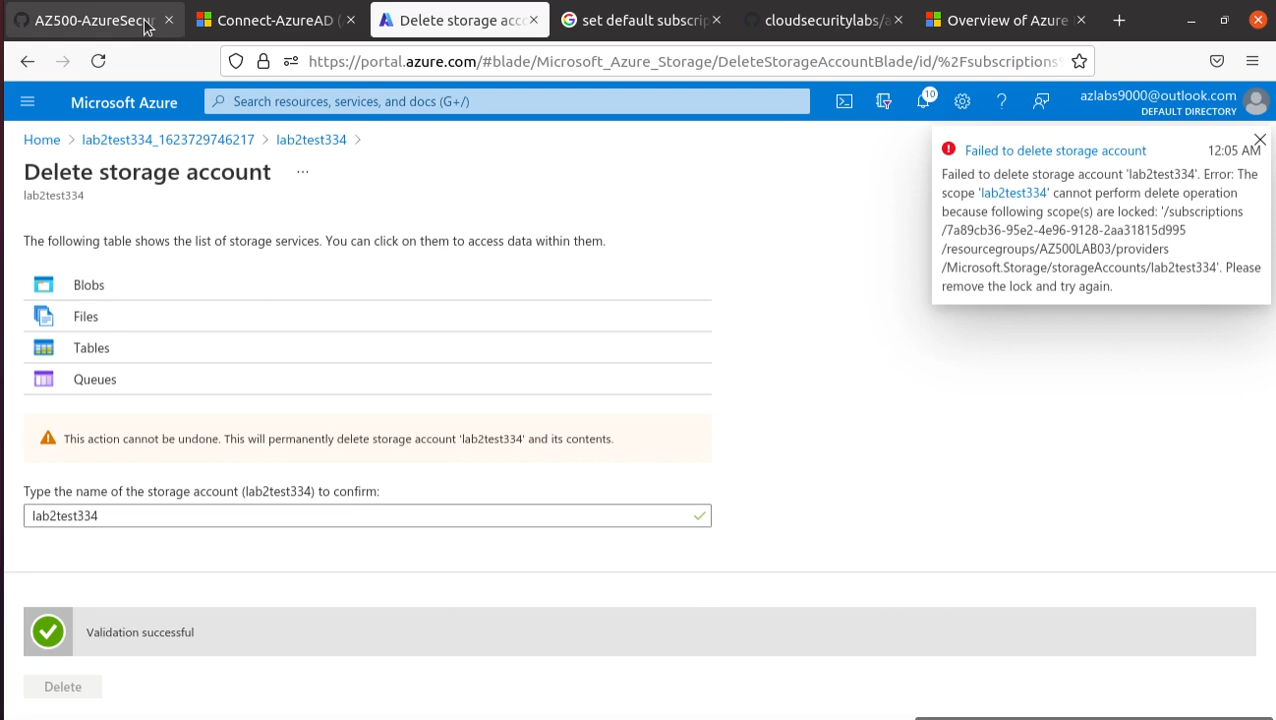 AZ500-AzureSecur
Connect-AzureAD (
Delete storage acco
set default subscrip
cloudsecuritylabs/a
Overview of Azure
https://portal.azure.com/#blade/Microsoft_Azure_Storage/DeleteStorageAccountBlade/id/%2Fsubscriptions%
Microsoft Azure
Search resources, services, and docs (G+/)
10
azlabs9000@outlook.com
DEFAULT DIRECTORY
Home > lab2test334_1623729746217 > lab2test334 >
Delete storage account ...
lab2test334
Failed to delete storage account 12:05 AM
Failed to delete storage account 'lab2test334'. Error: The
scope 'lab2test334' cannot perform delete operation
because following scope(s) are locked: '/subscriptions
/7a89cb36-95e2-4e96-9128-2aa31815d995
/resourcegroups/AZ500LAB03/providers
/Microsoft.Storage/storageAccounts/lab2test334'. Please
remove the lock and try again.
The following table shows the list of storage services. You can click on them to access data within them.
Blobs
Files
Tables
Queues
This action cannot be undone. This will permanently delete storage account 'lab2test334' and its contents.
Type the name of the storage account (lab2test334) to confirm:
lab2test334
Validation successful
Delete